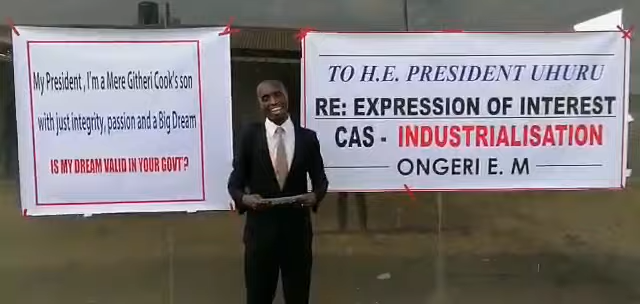 My President , I'm a Mere Githeri Cook's son
with just integrity, passion and a Big Dream
IS MY DREAM VALID IN YOUR GOVT?
TO H.E. PRESIDENT UHURU
RE: EXPRESSION OF INTEREST
CAS - INDUSTRIALISATION
ONGERI E. M